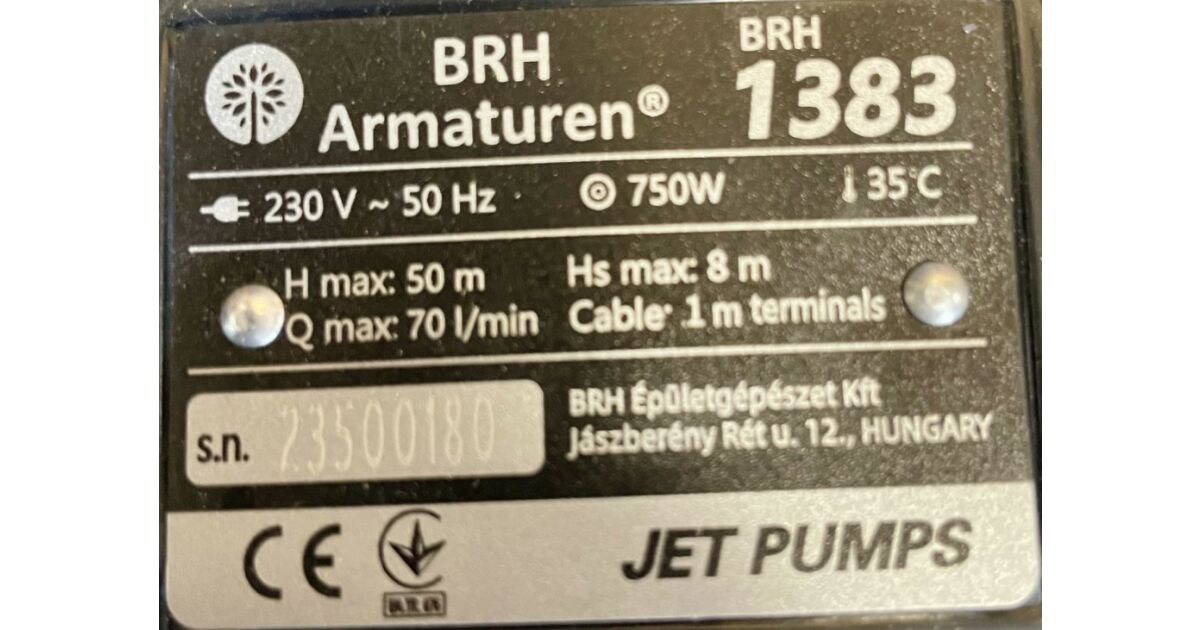 BRH
Armaturen®
BRH
1383
230 V ~ 50 Hz
750W
35°C
H max: 50 m
Hs max: 8 m
Q max: 70 l/min
Cable: 1 m terminals
s.n. 23500180
BRH Épületgépészet Kft
Jászberény Rét u. 12., HUNGARY
CE
JET PUMPS